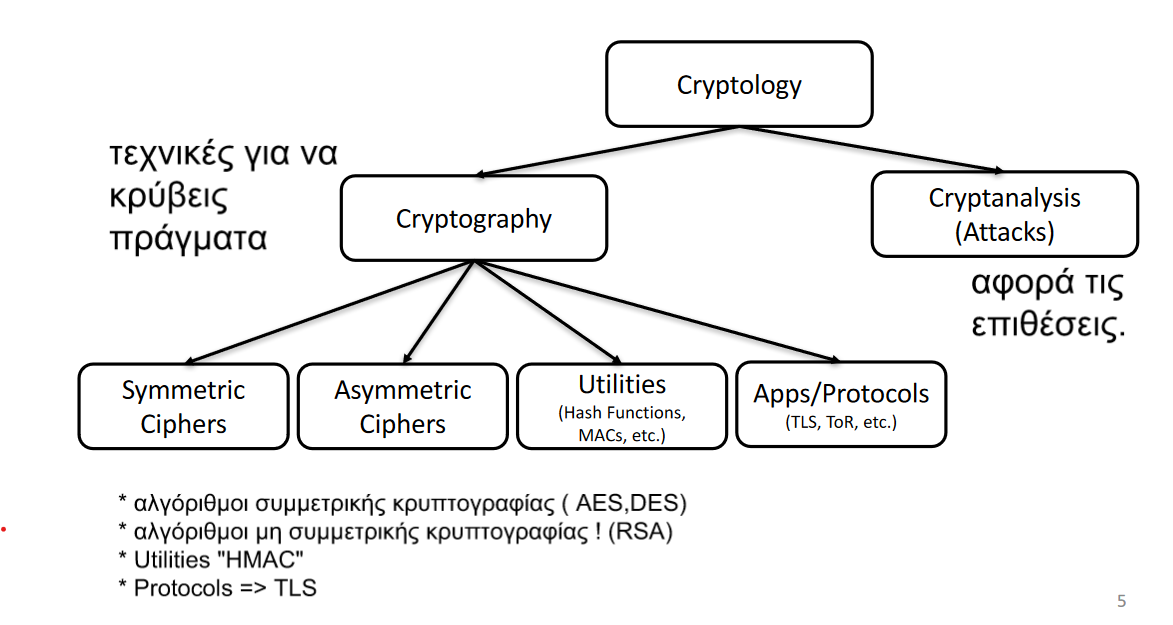 Cryptology
τεχνικές για να
κρύβεις
πράγματα
Cryptography
Cryptanalysis
(Attacks)
αφορά τις
επιθέσεις.
Symmetric
Ciphers
Asymmetric
Ciphers
Utilities
(Hash Functions,
MACs, etc.)
Apps/Protocols
(TLS, ToR, etc.)
* αλγόριθμοι συμμετρικής κρυπτογραφίας ( AES,DES)
* αλγόριθμοι μη συμμετρικής κρυπτογραφίας ! (RSA)
* Utilities "HMAC"
* Protocols => TLS
5